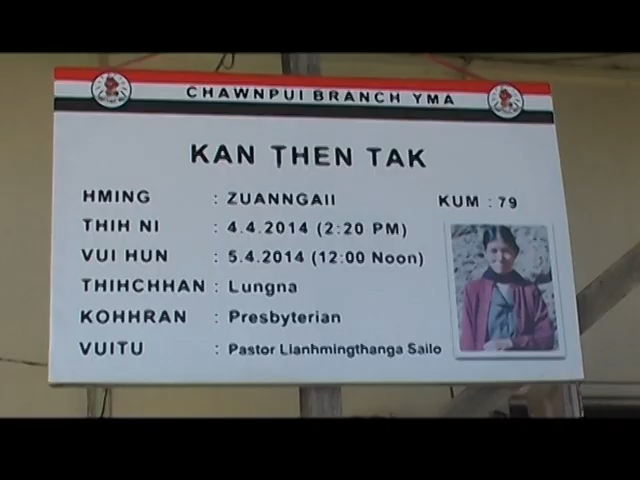 CHAWNPUI BRANCH YMA
KAN THEN TAK
HMING : ZUANNGAII KUM : 79
THIH NI : 4.4.2014 (2:20 PM)
VUI HUN : 5.4.2014 (12:00 Noon)
THIHCHHAN : Lungna
KOHHRAN : Presbyterian
VUITU : Pastor Lianhmingthanga Sailo